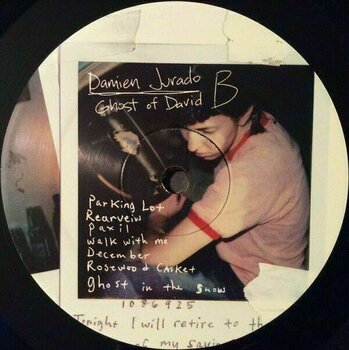 Damien Jurado
Ghost of David B
Parking Lot
Rearveiw
Paxil
walk with me
December
Rosewood Casket
ghost in the snow
1086925
Tonight I will retire to th
of my